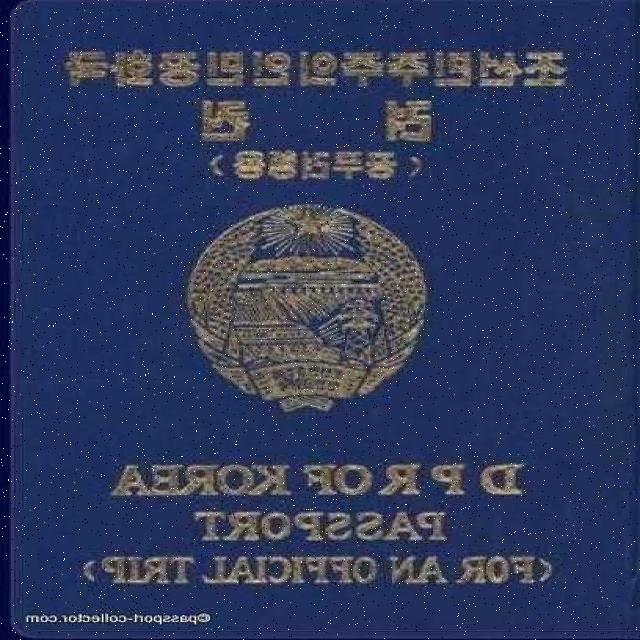 조선민주주의인민공화국
려 권
( 공무려행용 )
D P R OF KOREA
PASSPORT
(FOR AN OFFICIAL TRIP)
©passport-collector.com